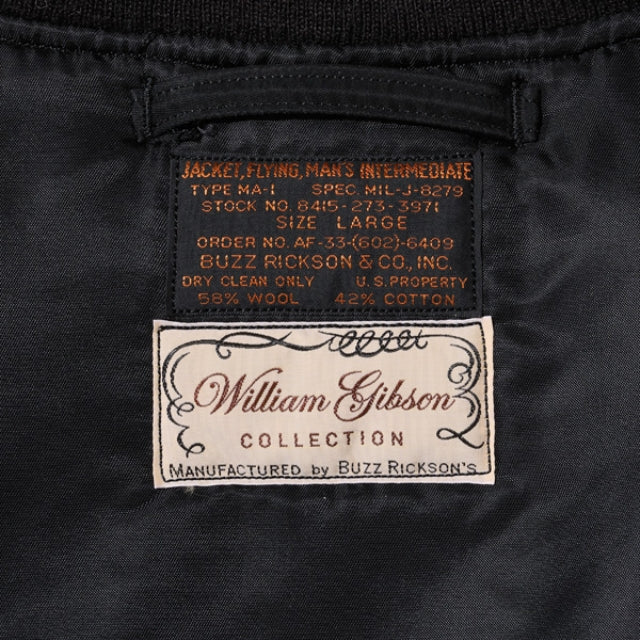 JACKET, FLYING, MAN'S INTERMEDIATE
TYPE MA-1 SPEC. MIL-J-8279
STOCK NO. 8415-273-3971
SIZE LARGE
ORDER NO. AF-33-(602)-6409
BUZZ RICKSON & CO., INC.
DRY CLEAN ONLY U.S. PROPERTY
58% WOOL 42% COTTON
William Gibson
COLLECTION
MANUFACTURED by BUZZ RICKSON'S